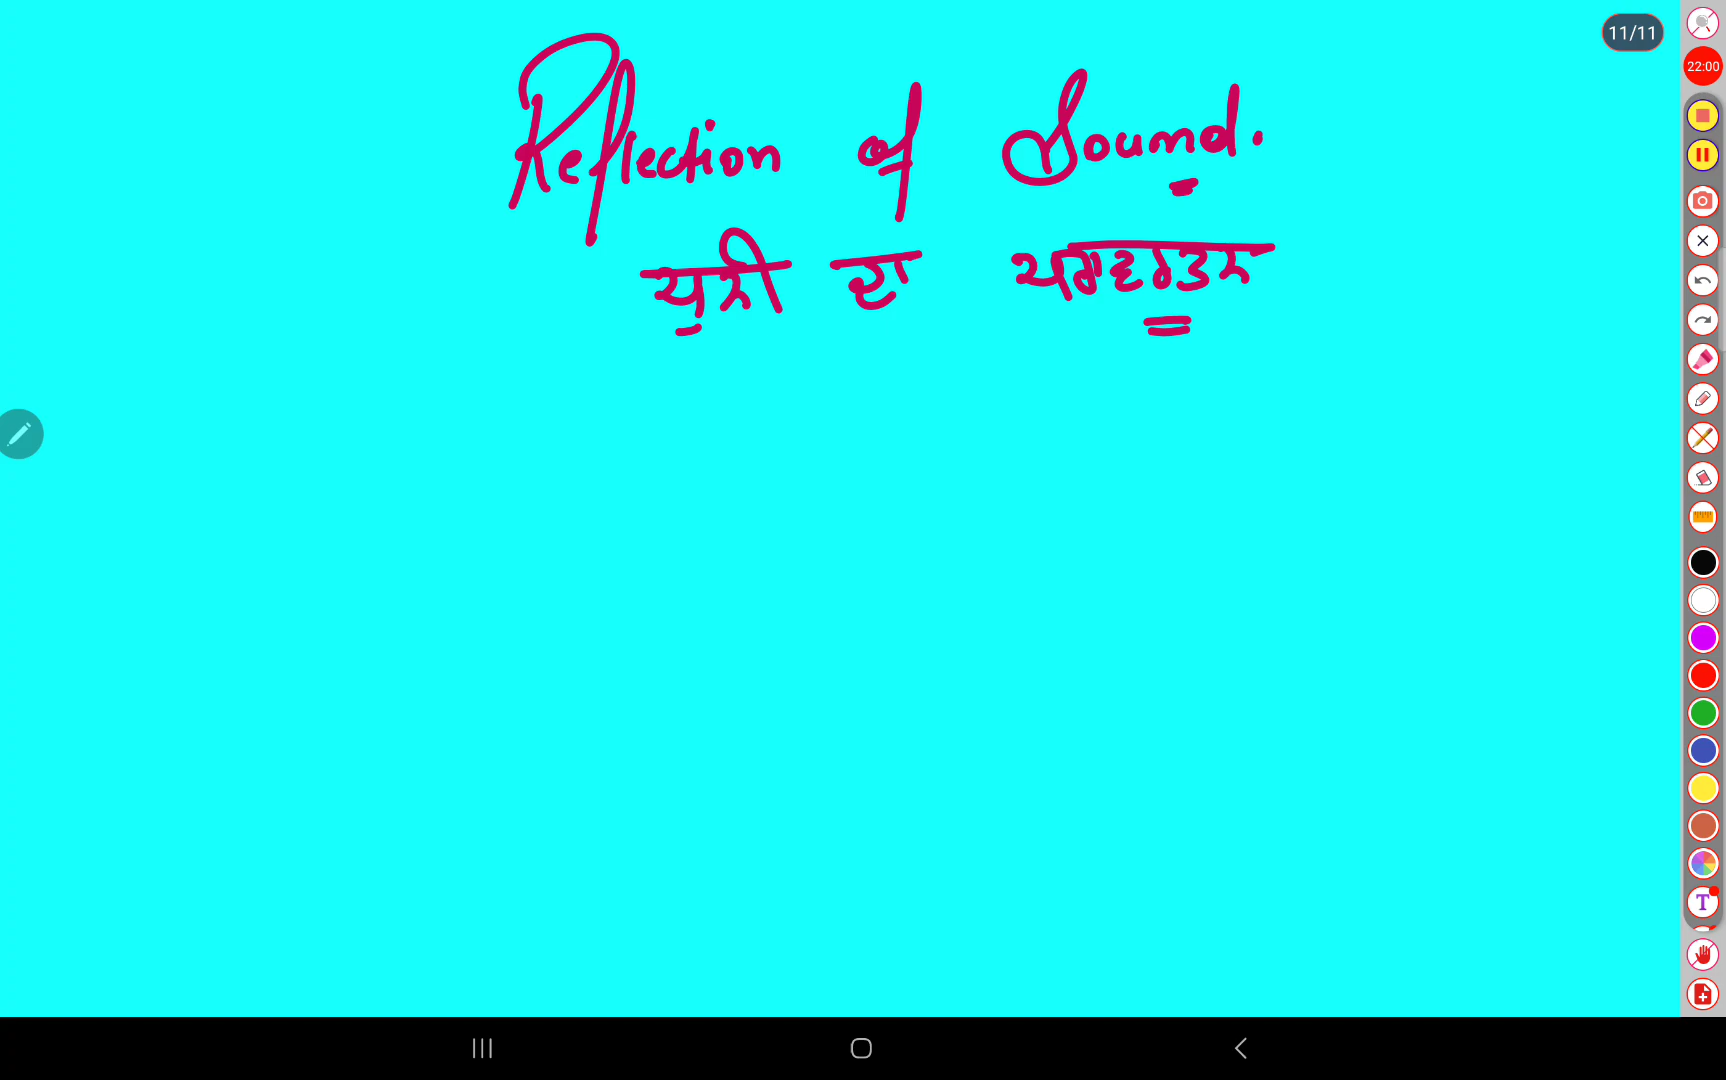 11/11
22:00
Reflection of Sound.
ਧੁਨੀ ਦਾ ਪਰਾਵਰਤਨ
T